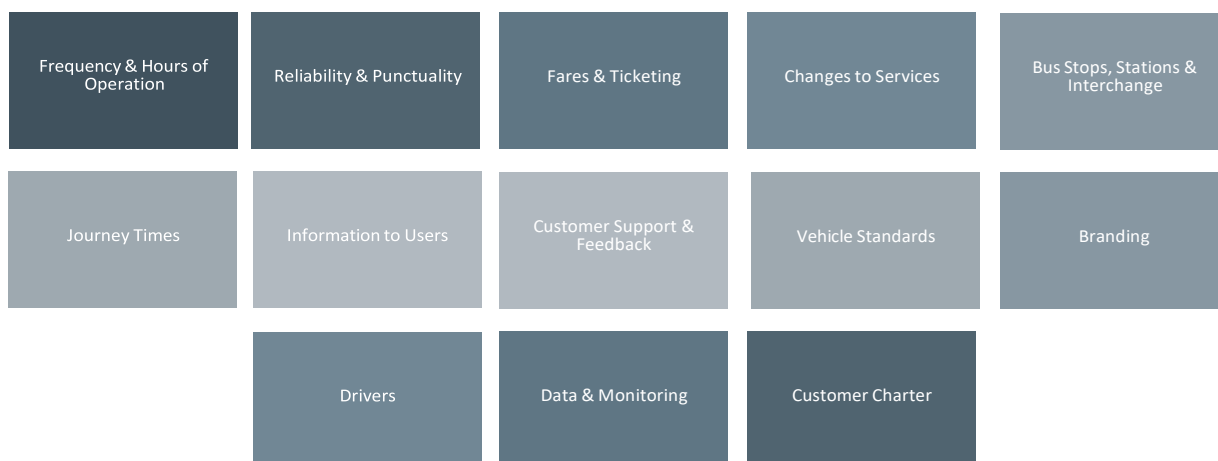 Frequency & Hours of
Operation
Reliability & Punctuality
Fares & Ticketing
Changes to Services
Bus Stops, Stations &
Interchange
Journey Times
Information to Users
Customer Support &
Feedback
Vehicle Standards
Branding
Drivers
Data & Monitoring
Customer Charter